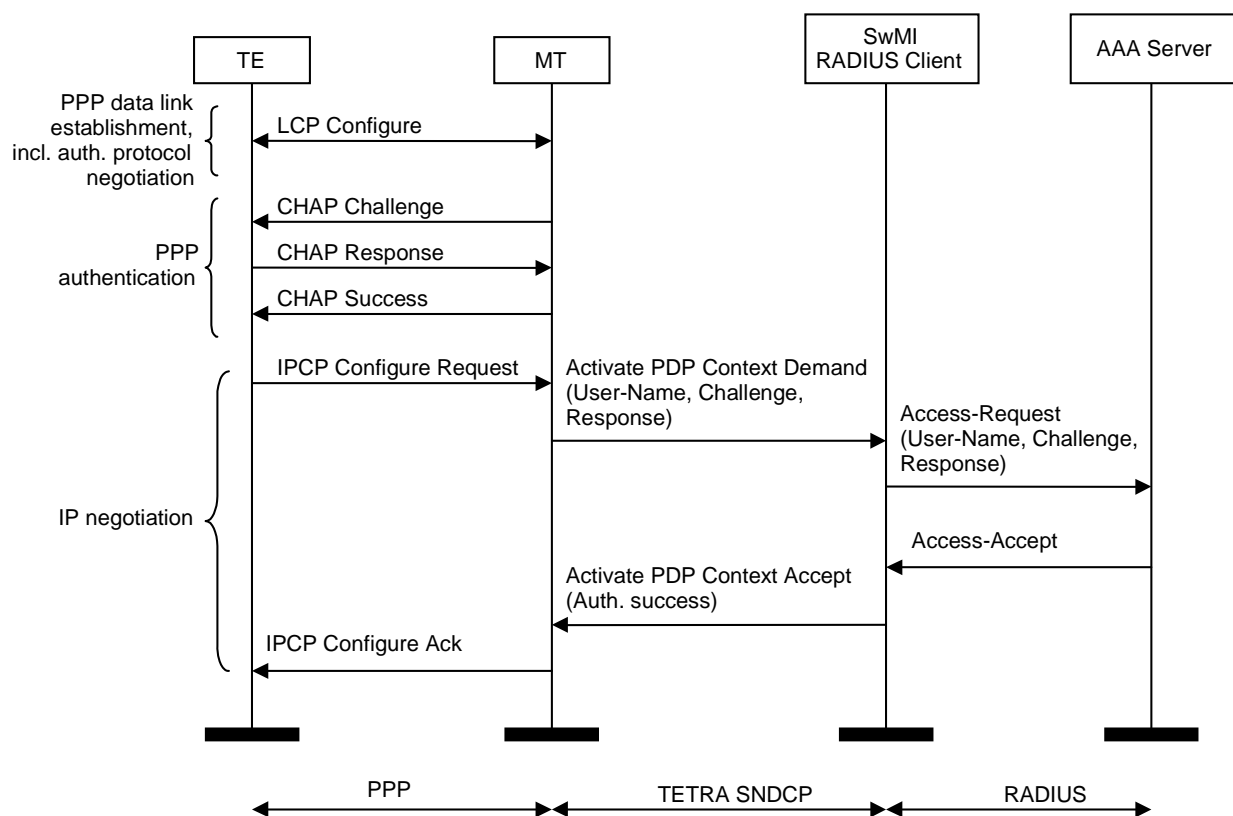 TE
MT
SwMI
RADIUS Client
AAA Server
PPP data link
establishment,
incl. auth. protocol
negotiation
LCP Configure
PPP
authentication
CHAP Challenge
CHAP Response
CHAP Success
IP negotiation
IPCP Configure Request
Activate PDP Context Demand
(User-Name, Challenge,
Response)
Access-Request
(User-Name, Challenge,
Response)
Access-Accept
Activate PDP Context Accept
(Auth. success)
IPCP Configure Ack
PPP
TETRA SNDCP
RADIUS